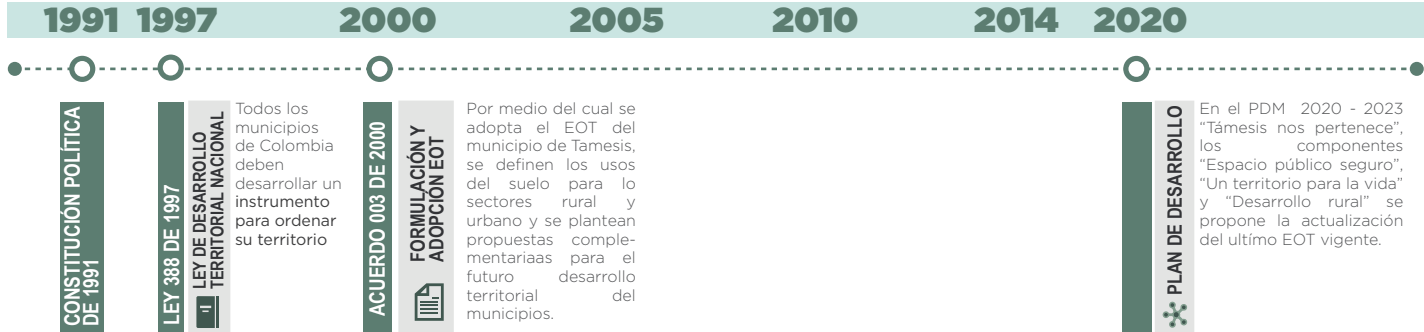 1991 1997 2000 2005 2010 2014 2020
CONSTITUCIÓN POLÍTICA
DE 1991
LEY 388 DE 1997
LEY DE DESARROLLO
TERRITORIAL NACIONAL
Todos los
municipios
de Colombia
deben
desarrollar un
instrumento
para ordenar
su territorio
ACUERDO 003 DE 2000
FORMULACIÓN Y
ADOPCIÓN EOT
Por medio del cual se
adopta el EOT del
municipio de Tamesis,
se definen los usos
del suelo para lo
sectores rural y
urbano y se plantean
propuestas comple-
mentariaas para el
futuro desarrollo
territorial del
municipios.
PLAN DE DESARROLLO
En el PDM 2020 - 2023
“Támesis nos pertenece”,
los componentes
“Espacio público seguro”,
“Un territorio para la vida”
y “Desarrollo rural” se
propone la actualización
del ultímo EOT vigente.